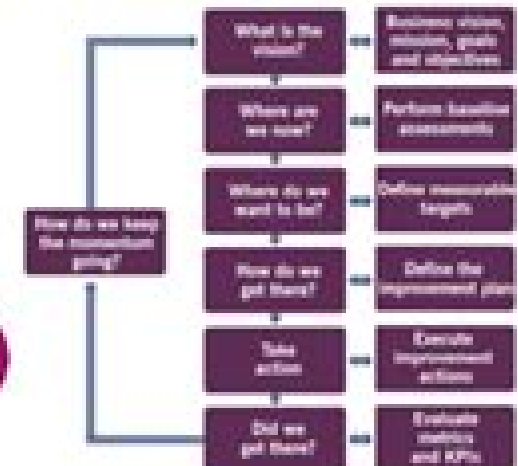 What is the
vision?
Business vision,
mission, goals
and objectives
Where are
we now?
Perform baseline
assessments
Where do we
want to be?
Define measurable
targets
How do we keep
the momentum
going?
How do we
get there?
Define the
improvement plan
Take
action
Execute
improvement
actions
Did we
get there?
Evaluate
metrics
and KPIs